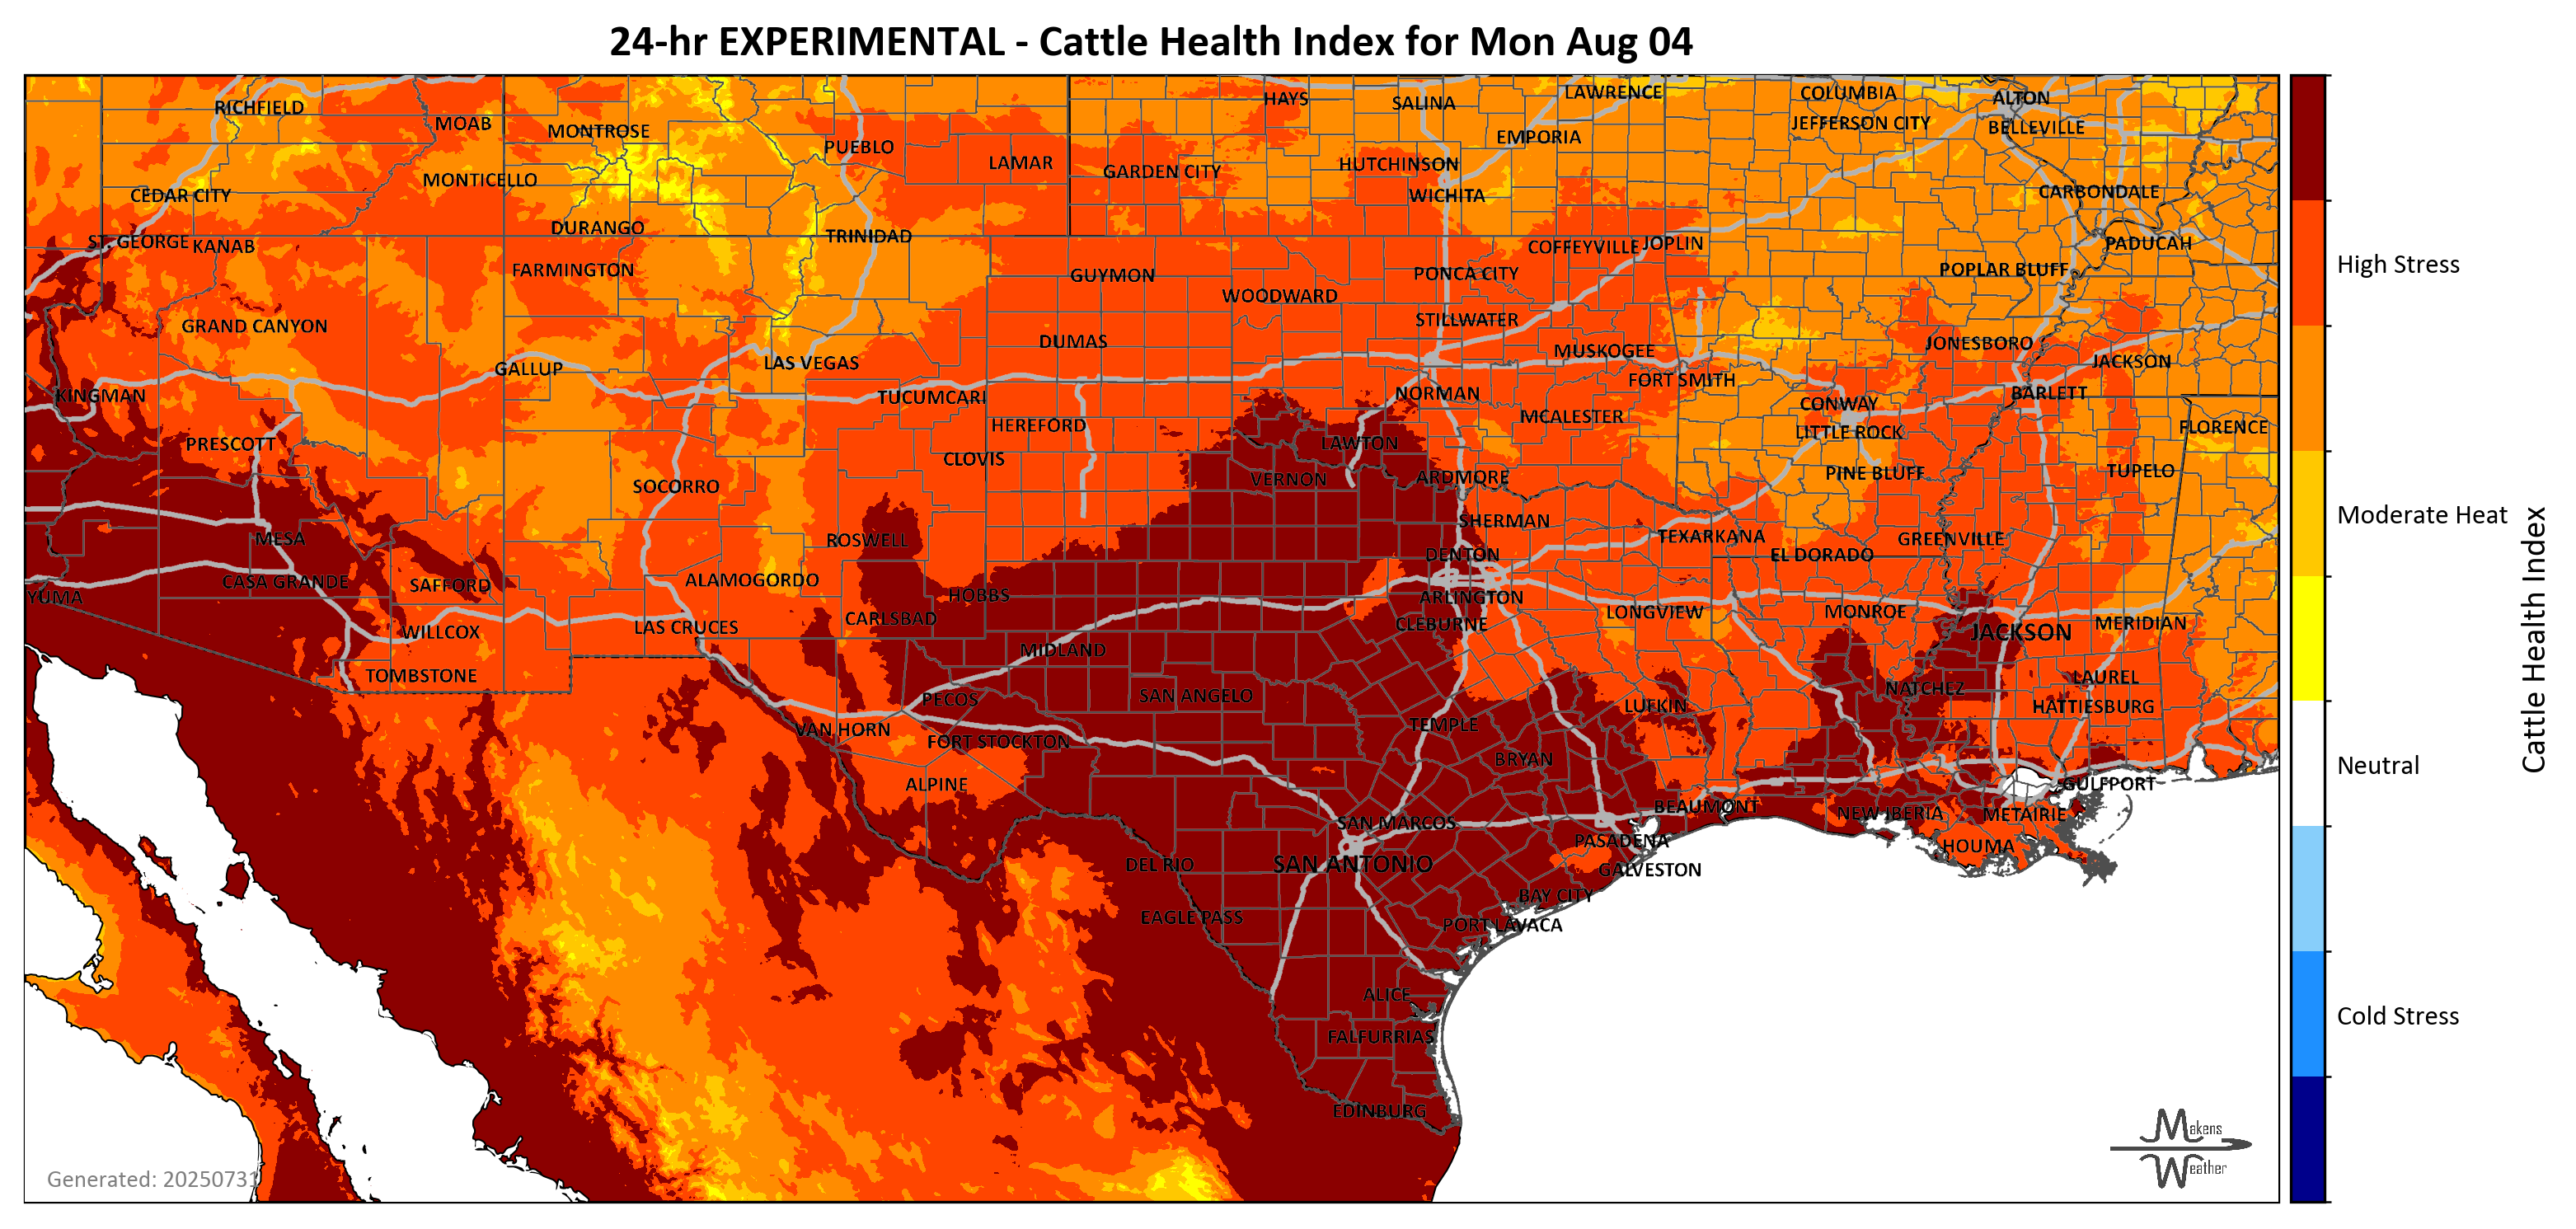 24-hr EXPERIMENTAL - Cattle Health Index for Mon Aug 04
RICHFIELD
MOAB
MONTROSE
PUEBLO
LAMAR
HAYS
SALINA
LAWRENCE
COLUMBIA
ALTON
JEFFERSON CITY
BELLEVILLE
EMPORIA
GARDEN CITY
HUTCHINSON
MONTICELLO
CEDAR CITY
WICHITA
CARBONDALE
DURANGO
TRINIDAD
ST. GEORGE
KANAB
COFFEYVILLE
JOPLIN
PADUCAH
FARMINGTON
GUYMON
PONCA CITY
POPLAR BLUFF
High Stress
WOODWARD
GRAND CANYON
STILLWATER
DUMAS
MUSKOGEE
JONESBORO
GALLUP
LAS VEGAS
JACKSON
FORT SMITH
KINGMAN
TUCUMCARI
NORMAN
BARLETT
CONWAY
HEREFORD
MCALESTER
LITTLE ROCK
FLORENCE
PRESCOTT
LAWTON
CLOVIS
TUPELO
SOCORRO
VERNON
ARDMORE
PINE BLUFF
Moderate Heat
SHERMAN
MESA
ROSWELL
TEXARKANA
GREENVILLE
DENTON
EL DORADO
CASA GRANDE
SAFFORD
ALAMOGORDO
YUMA
HOBBS
ARLINGTON
CARLSBAD
LONGVIEW
MONROE
WILLCOX
LAS CRUCES
CLEBURNE
JACKSON
MERIDIAN
MIDLAND
TOMBSTONE
LAUREL
PECOS
SAN ANGELO
NATCHEZ
LUFKIN
HATTIESBURG
VAN HORN
FORT STOCKTON
TEMPLE
BRYAN
Neutral
ALPINE
GULFPORT
BEAUMONT
NEW IBERIA
METAIRIE
SAN MARCOS
PASADENA
HOUMA
DEL RIO
SAN ANTONIO
GALVESTON
BAY CITY
EAGLE PASS
PORT LAVACA
ALICE
Cold Stress
FALFURRIAS
EDINBURG
Cattle Health Index
Makens
Weather
Generated: 20250731